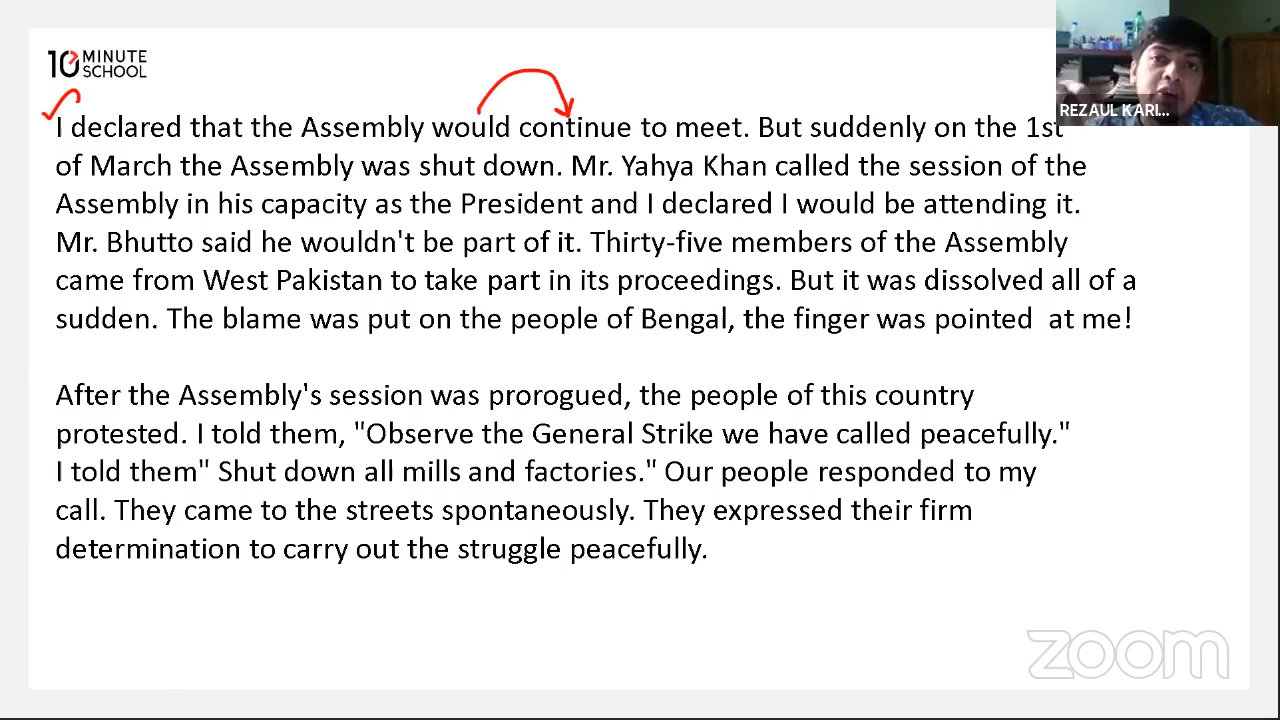 10 MINUTE SCHOOL
REZAUL KARI...
I declared that the Assembly would continue to meet. But suddenly on the 1st
of March the Assembly was shut down. Mr. Yahya Khan called the session of the
Assembly in his capacity as the President and I declared I would be attending it.
Mr. Bhutto said he wouldn't be part of it. Thirty-five members of the Assembly
came from West Pakistan to take part in its proceedings. But it was dissolved all of a
sudden. The blame was put on the people of Bengal, the finger was pointed  at me!
After the Assembly's session was prorogued, the people of this country
protested. I told them, "Observe the General Strike we have called peacefully."
I told them" Shut down all mills and factories." Our people responded to my
call. They came to the streets spontaneously. They expressed their firm
determination to carry out the struggle peacefully.
zoom